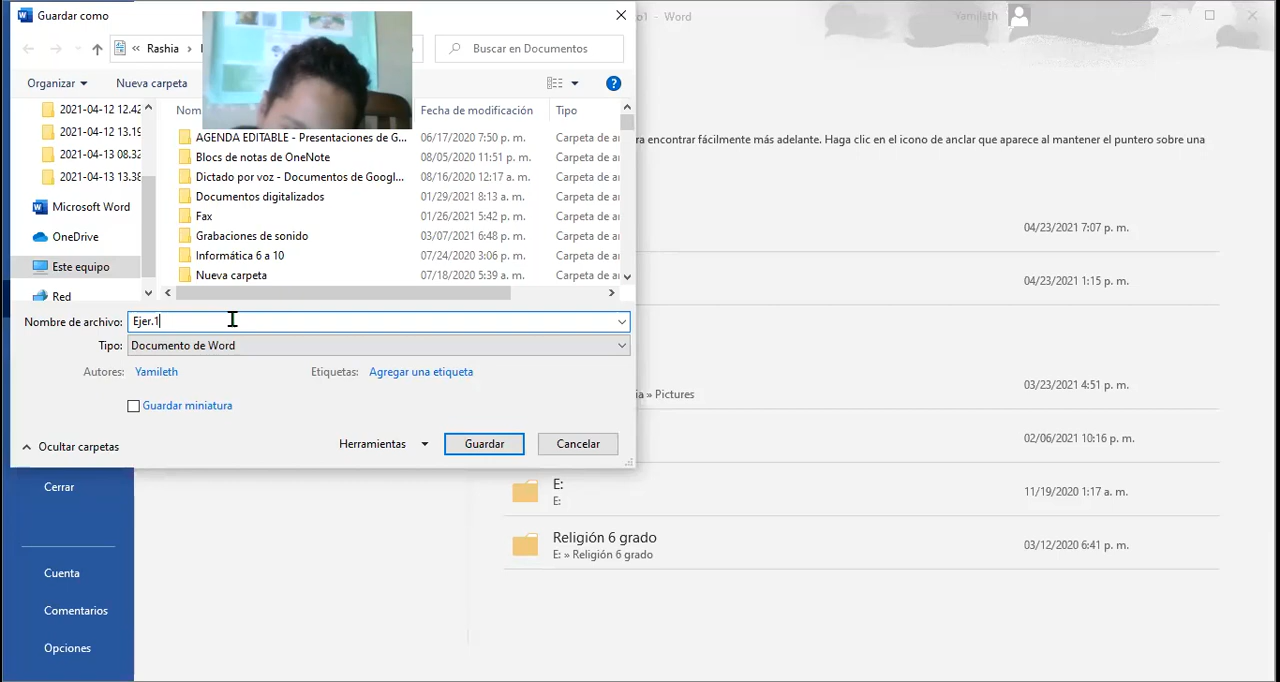 Guardar como
o1 - Word
Yamileth
« Rashia ›
Buscar en Documentos
Organizar
Nueva carpeta
2021-04-12 12.42
2021-04-12 13.19
2021-04-13 08.32
2021-04-13 13.38
Microsoft Word
OneDrive
Este equipo
Red
Fecha de modificación
Tipo
AGENDA EDITABLE - Presentaciones de G... 06/17/2020 7:50 p. m. Carpeta de ar
Blocs de notas de OneNote 08/05/2020 11:51 p. m. Carpeta de ar
Dictado por voz - Documentos de Googl... 08/16/2020 12:17 a. m. Carpeta de ar
Documentos digitalizados 01/29/2021 8:13 a. m. Carpeta de ar
Fax 01/26/2021 5:42 p. m. Carpeta de ar
Grabaciones de sonido 03/07/2021 6:48 p. m. Carpeta de ar
Informática 6 a 10 07/24/2020 3:06 p. m. Carpeta de ar
Nueva carpeta 07/18/2020 5:39 a. m. Carpeta de ar
Nombre de archivo: Ejer.1
Tipo: Documento de Word
Autores: Yamileth
Etiquetas: Agregar una etiqueta
Guardar miniatura
Ocultar carpetas
Herramientas
Guardar
Cancelar
ra encontrar fácilmente más adelante. Haga clic en el icono de anclar que aparece al mantener el puntero sobre una
04/23/2021 7:07 p. m.
04/23/2021 1:15 p. m.
ia » Pictures
03/23/2021 4:51 p. m.
02/06/2021 10:16 p. m.
E:
E:
11/19/2020 1:17 a. m.
Religión 6 grado
E: » Religión 6 grado
03/12/2020 6:41 p. m.
Cerrar
Cuenta
Comentarios
Opciones